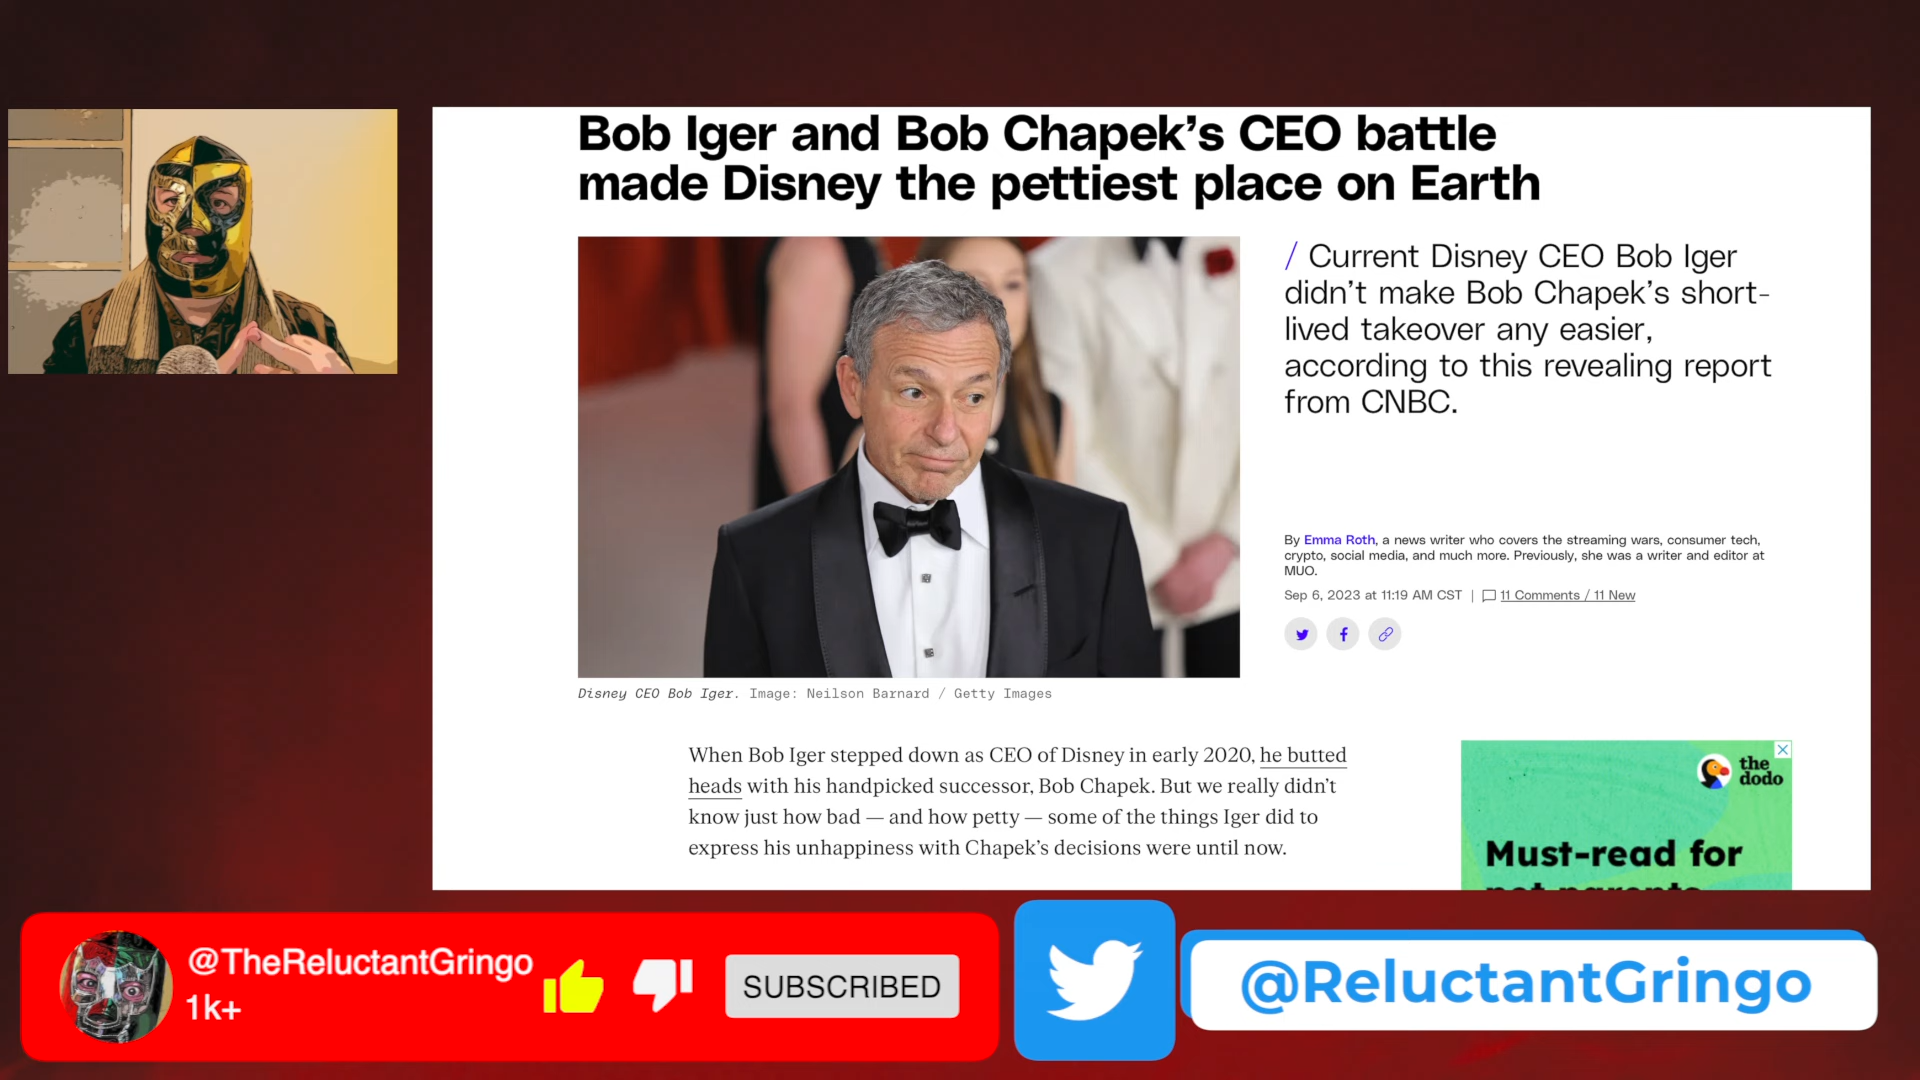 Bob Iger and Bob Chapek’s CEO battle
made Disney the pettiest place on Earth
/ Current Disney CEO Bob Iger
didn’t make Bob Chapek’s short-
lived takeover any easier,
according to this revealing report
from CNBC.
By Emma Roth, a news writer who covers the streaming wars, consumer tech,
crypto, social media, and much more. Previously, she was a writer and editor at
MUO.
Sep 6, 2023 at 11:19 AM CST | 11 Comments / 11 New
Disney CEO Bob Iger. Image: Neilson Barnard / Getty Images
When Bob Iger stepped down as CEO of Disney in early 2020, he butted
heads with his handpicked successor, Bob Chapek. But we really didn’t
know just how bad — and how petty — some of the things Iger did to
express his unhappiness with Chapek’s decisions were until now.
the
dodo
Must-read for
@TheReluctantGringo
1k+
SUBSCRIBED
@ReluctantGringo